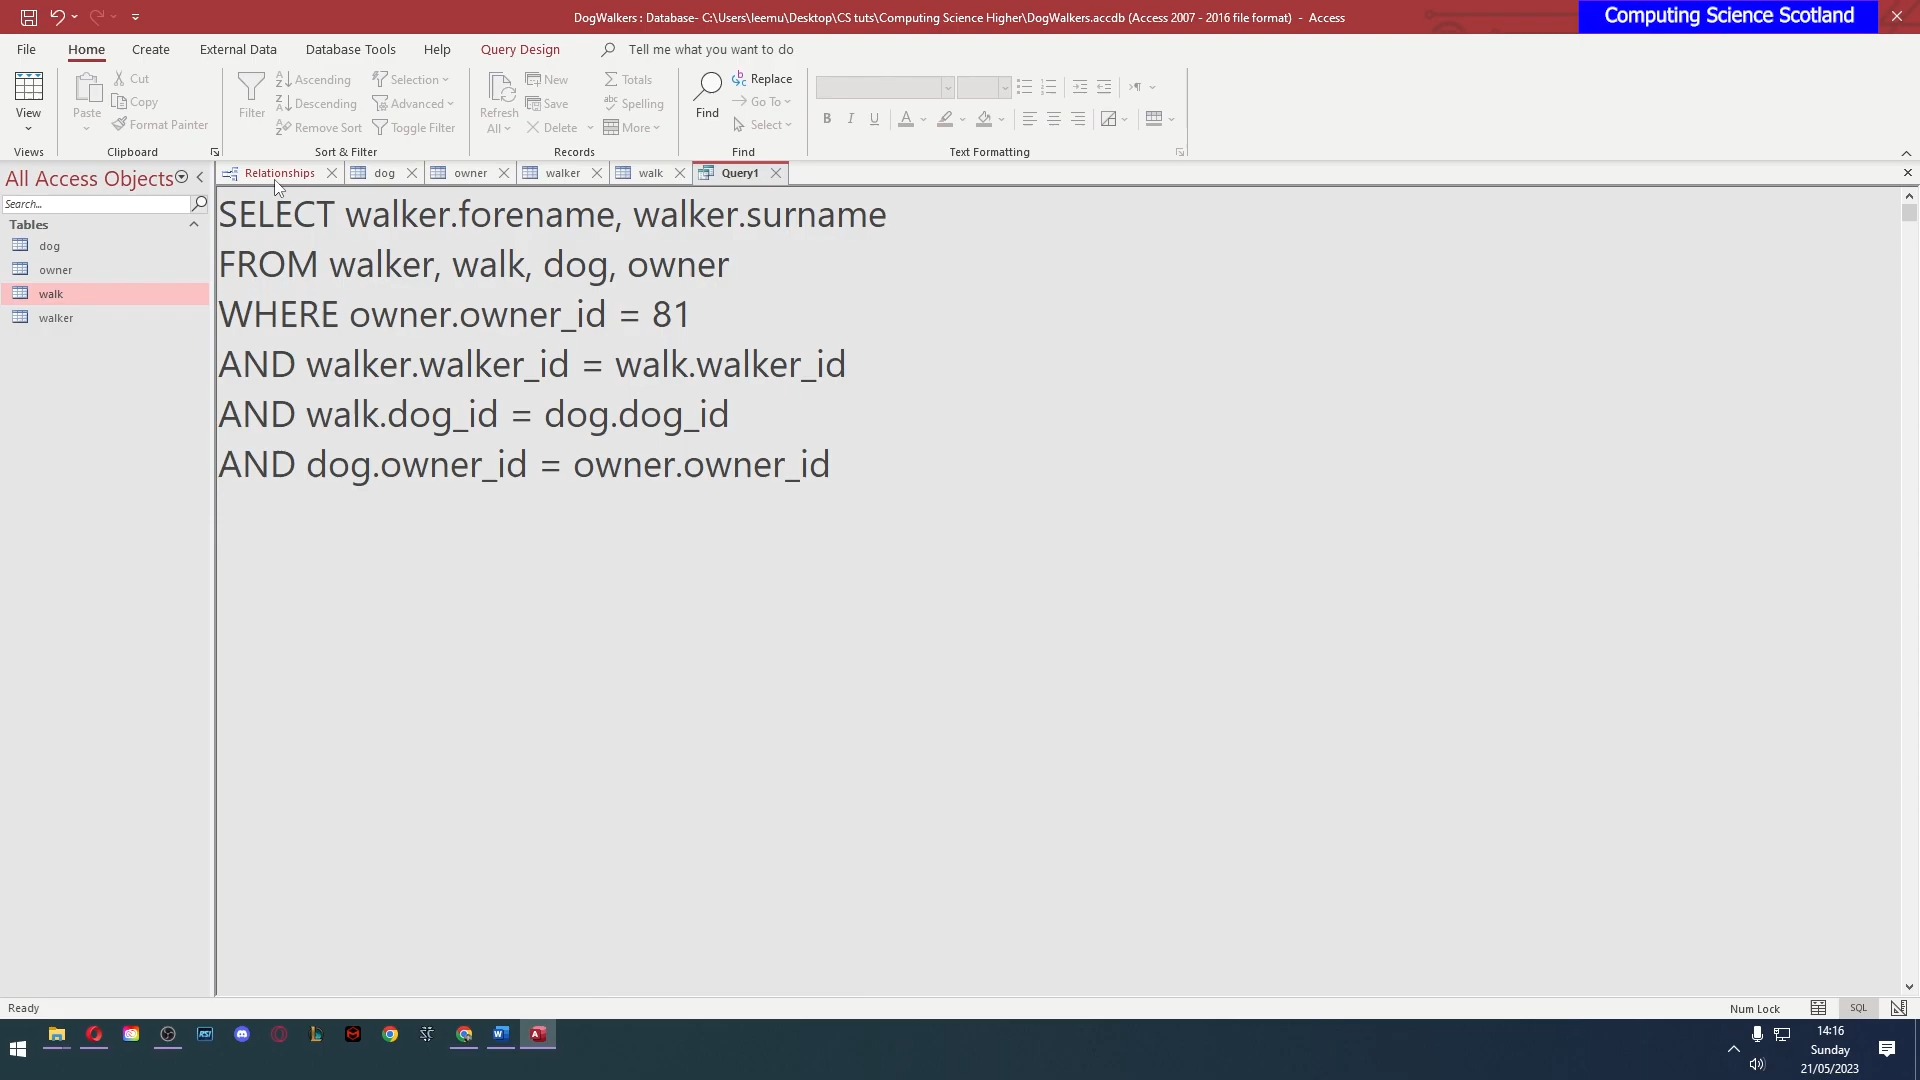 DogWalkers : Database- C:\Users\leemu\Desktop\CS tuts\Computing Science Higher\DogWalkers.accdb (Access 2007 - 2016 file format) - Access
Computing Science Scotland
File Home Create External Data Database Tools Help Query Design Tell me what you want to do
View
Views
Paste
Cut
Copy
Format Painter
Clipboard
Filter
Ascending
Descending
Remove Sort
Selection
Advanced
Toggle Filter
Sort & Filter
Refresh
All
New
Save
Delete
Totals
Spelling
More
Records
Find
Replace
Go To
Select
Find
B I U
Text Formatting
All Access Objects
Search...
Tables
dog
owner
walk
walker
Relationships dog owner walker walk Query1
SELECT walker.forename, walker.surname
FROM walker, walk, dog, owner
WHERE owner.owner_id = 81
AND walker.walker_id = walk.walker_id
AND walk.dog_id = dog.dog_id
AND dog.owner_id = owner.owner_id
Ready
Num Lock
SQL
14:16
Sunday
21/05/2023